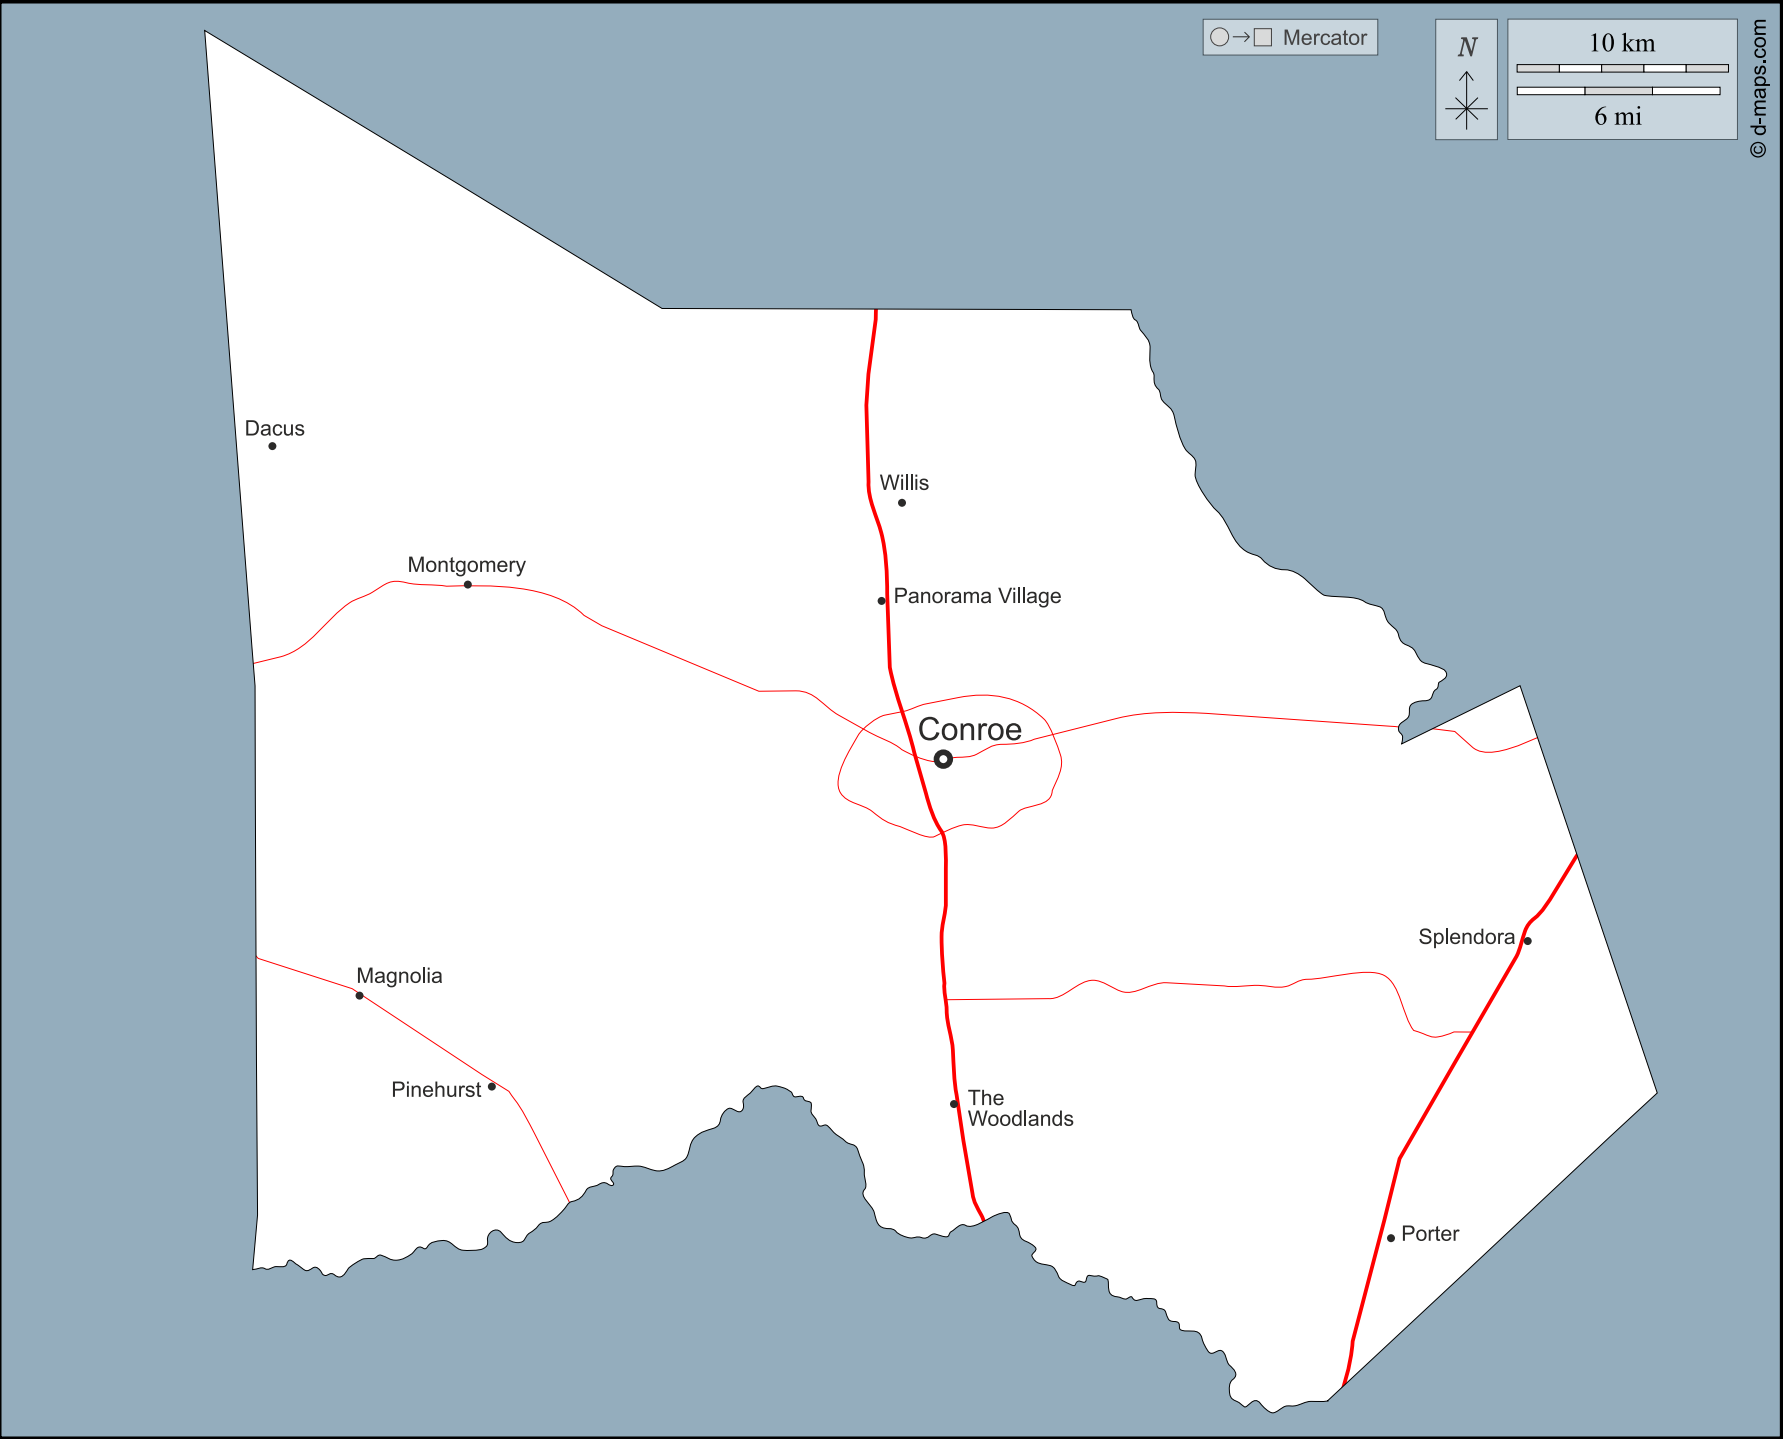 Mercator
N
10 km
6 mi
© d-maps.com
Dacus
Willis
Montgomery
Panorama Village
Conroe
Splendora
Magnolia
Pinehurst
The
Woodlands
Porter